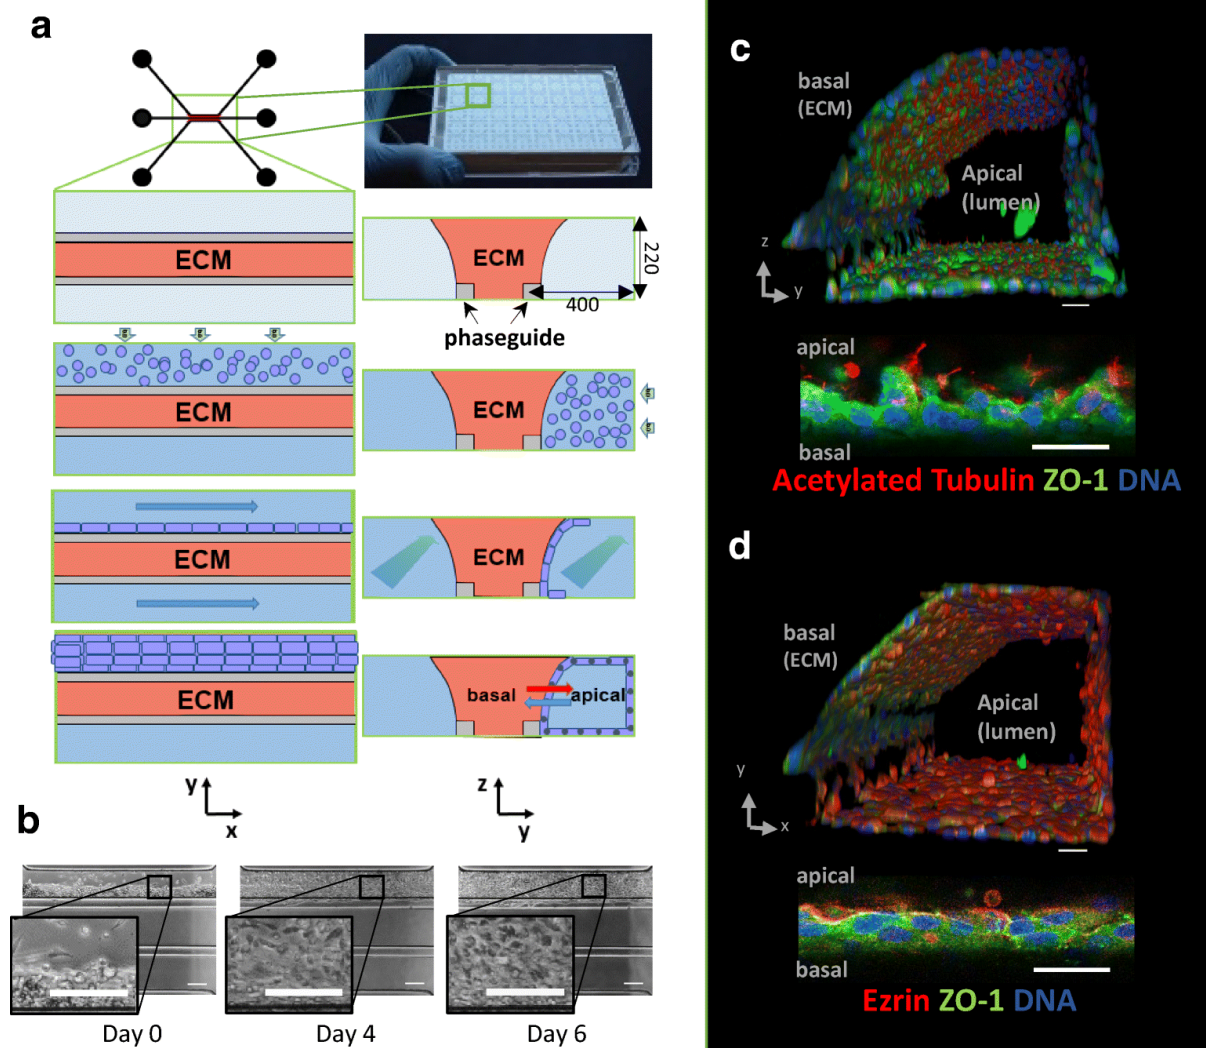 a
ECM
ECM
220
400
phaseguide
ECM
ECM
ECM
ECM
ECM
basal
apical
y
x
z
y
b
Day 0
Day 4
Day 6
c
basal
(ECM)
Apical
(lumen)
z
y
apical
basal
Acetylated Tubulin ZO-1 DNA
d
basal
(ECM)
Apical
(lumen)
y
x
apical
basal
Ezrin ZO-1 DNA